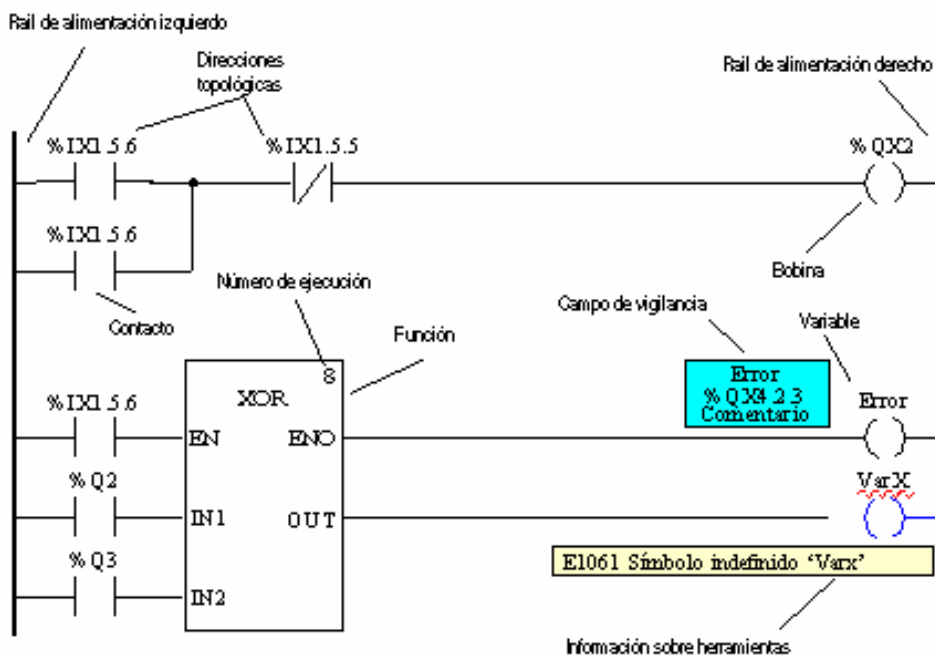 Rail de alimentación izquierdo
Direcciones
topológicas
Rail de alimentación derecho
%IX1.5.6
%IX1.5.5
%QX2
%IX1.5.6
Número de ejecución
Bobina
Campo de vigilancia
Contacto
Función
Variable
8
XOR
Error
%QX4.2.3
Comentario
Error
%IX1.5.6
EN
ENO
%Q2
VarX
IN1
OUT
%Q3
E1061 Símbolo indefinido ‘Varx’
IN2
Información sobre herramientas